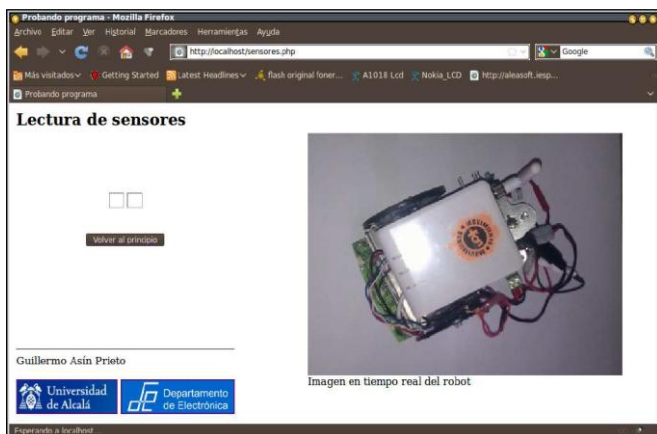 Probando programa - Mozilla Firefox
Archivo Editar Ver Historial Marcadores Herramientas Ayuda
http://localhost/sensores.php
Google
Más visitados Getting Started Latest Headlines flash original foner... A1018 Lcd Nokia_LCD http://aleasoft.iesp...
Probando programa
Lectura de sensores
Volver al principio
Guillermo Asín Prieto
Universidad
de Alcalá
Departamento
de Electrónica
Imagen en tiempo real del robot
Esperando a localhost...